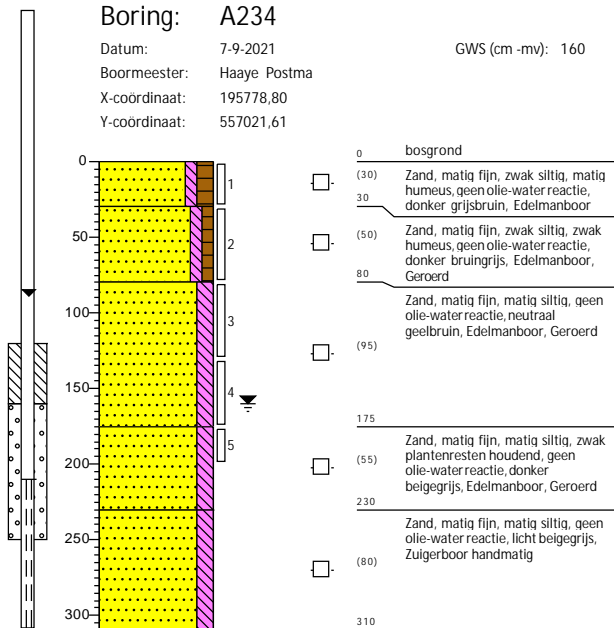 Boring: A234
Datum: 7-9-2021 GWS (cm -mv): 160
Boormeester: Haaye Postma
X-coördinaat: 195778,80
Y-coördinaat: 557021,61
0
50
100
150
200
250
300
1
2
3
4
5
0 bosgrond
(30) Zand, matig fijn, zwak siltig, matig
humeus, geen olie-water reactie,
30 donker grijsbruin, Edelmanboor
(50) Zand, matig fijn, zwak siltig, zwak
humeus, geen olie-water reactie,
donker bruingrijs, Edelmanboor,
80 Geroerd
Zand, matig fijn, matig siltig, geen
olie-water reactie, neutraal
geelbruin, Edelmanboor, Geroerd
(95)
175
Zand, matig fijn, matig siltig, zwak
plantenresten houdend, geen
(55) olie-water reactie, donker
beigegrijs, Edelmanboor, Geroerd
230
Zand, matig fijn, matig siltig, geen
olie-water reactie, licht beigegrijs,
Zuigerboor handmatig
(80)
310